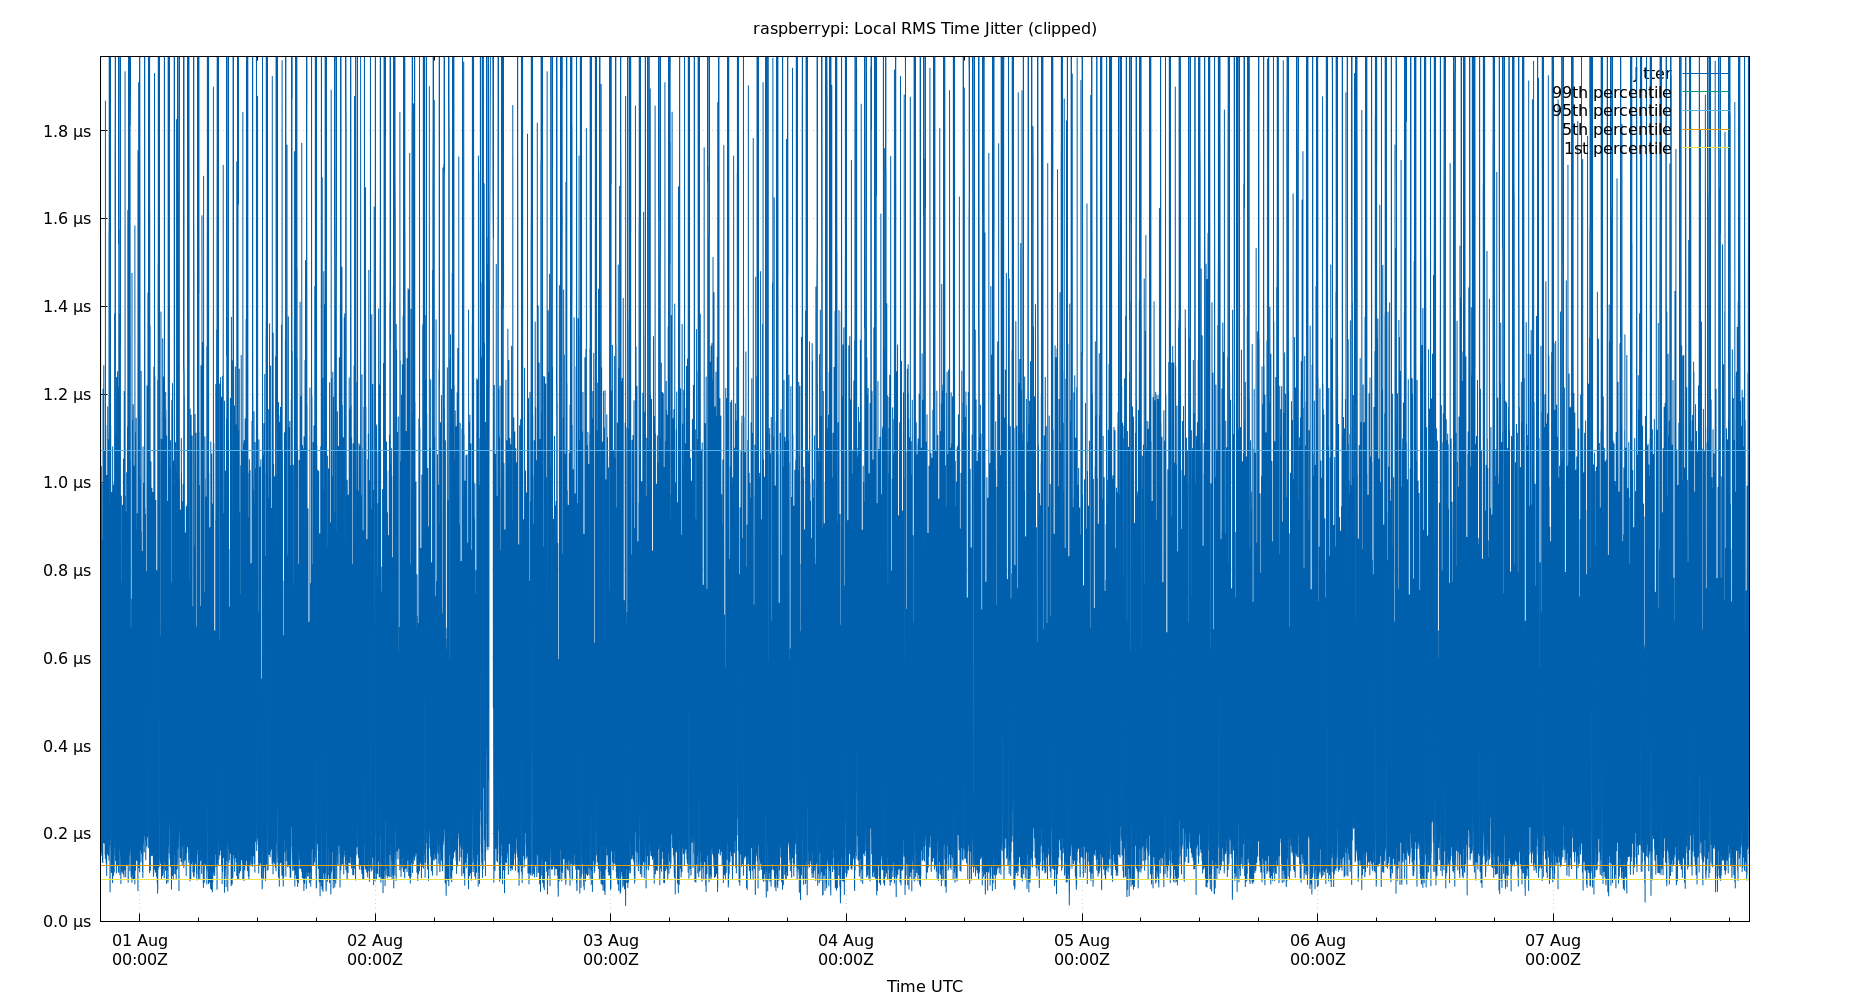 raspberrypi: Local RMS Time Jitter (clipped)
jitter
99th percentile
95th percentile
5th percentile
1st percentile
1.8 µs
1.6 µs
1.4 µs
1.2 µs
1.0 µs
0.8 µs
0.6 µs
0.4 µs
0.2 µs
0.0 µs
01 Aug 02 Aug 03 Aug 04 Aug 05 Aug 06 Aug 07 Aug
00:00Z 00:00Z 00:00Z 00:00Z 00:00Z 00:00Z 00:00Z
Time UTC